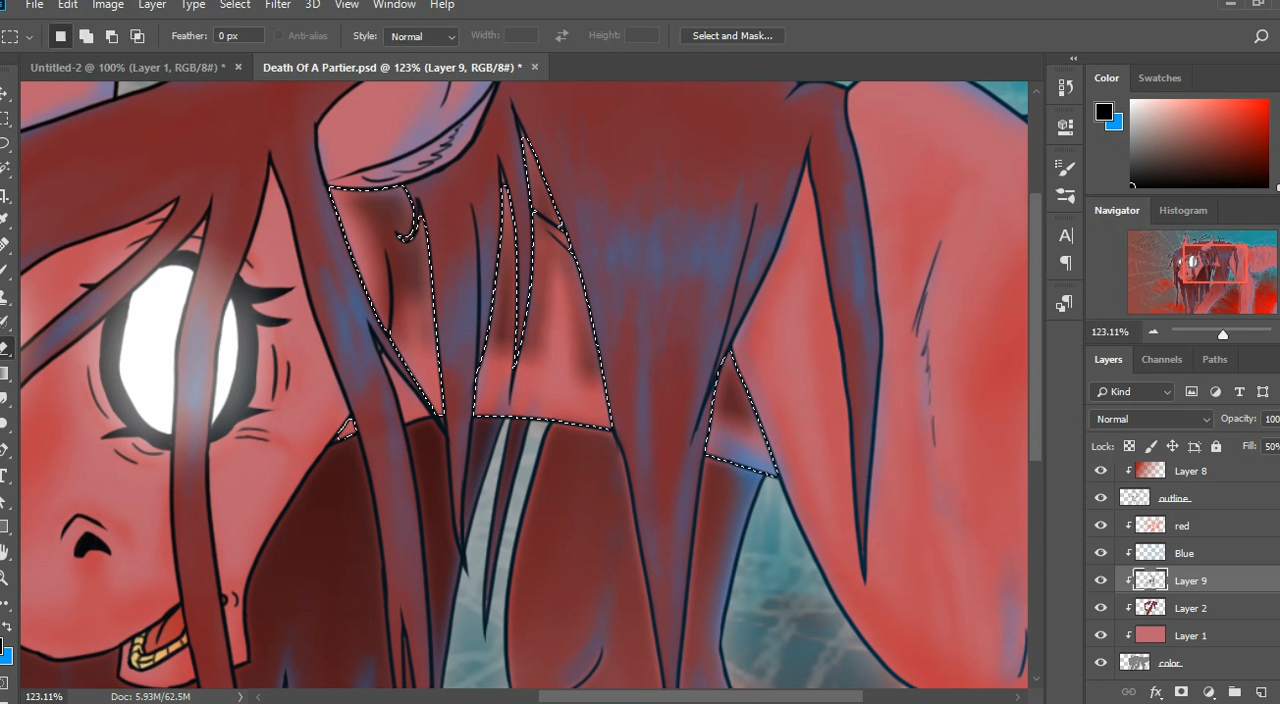 File Edit Image Layer Type Select Filter 3D View Window Help
Feather: 0 px Anti-alias Style: Normal Width: Height: Select and Mask...
Untitled-2 @ 100% (Layer 1, RGB/8#) * × Death Of A Partier.psd @ 123% (Layer 9, RGB/8#) * ×
Color Swatches
Navigator Histogram
123.11%
Layers Channels Paths
Kind
Normal Opacity: 100
Lock: Fill: 50%
Layer 8
outline
red
Blue
Layer 9
Layer 2
Layer 1
color
123.11% Doc: 5.93M/62.5M